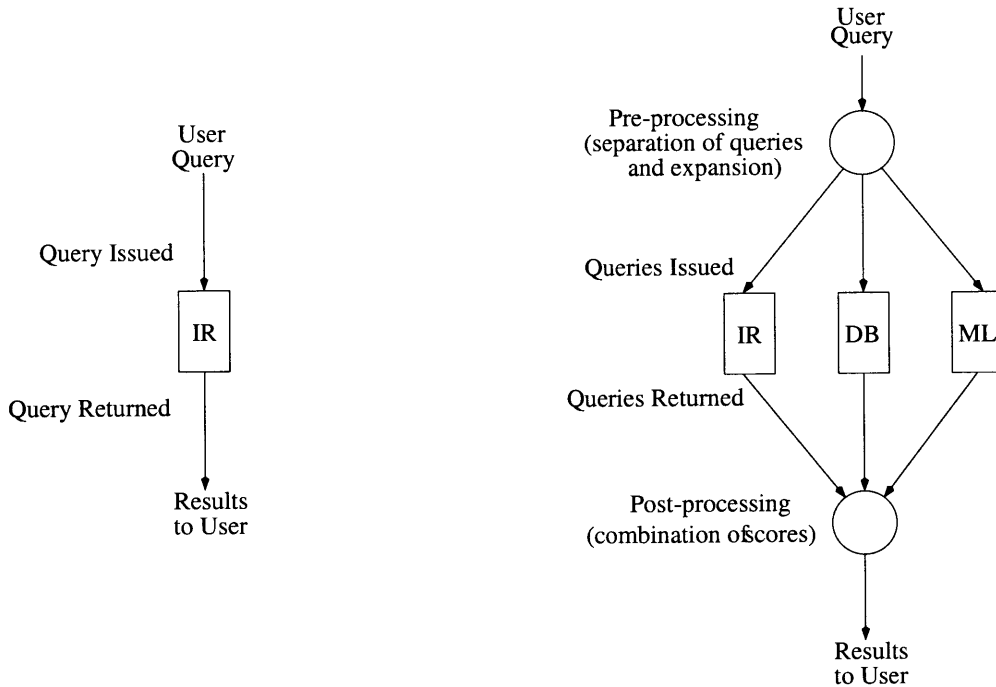 User
Query
Query Issued
IR
Query Returned
Results
to User
User
Query
Pre-processing
(separation of queries
and expansion)
Queries Issued
IR
DB
ML
Queries Returned
Post-processing
(combination ofscores)
Results
to User